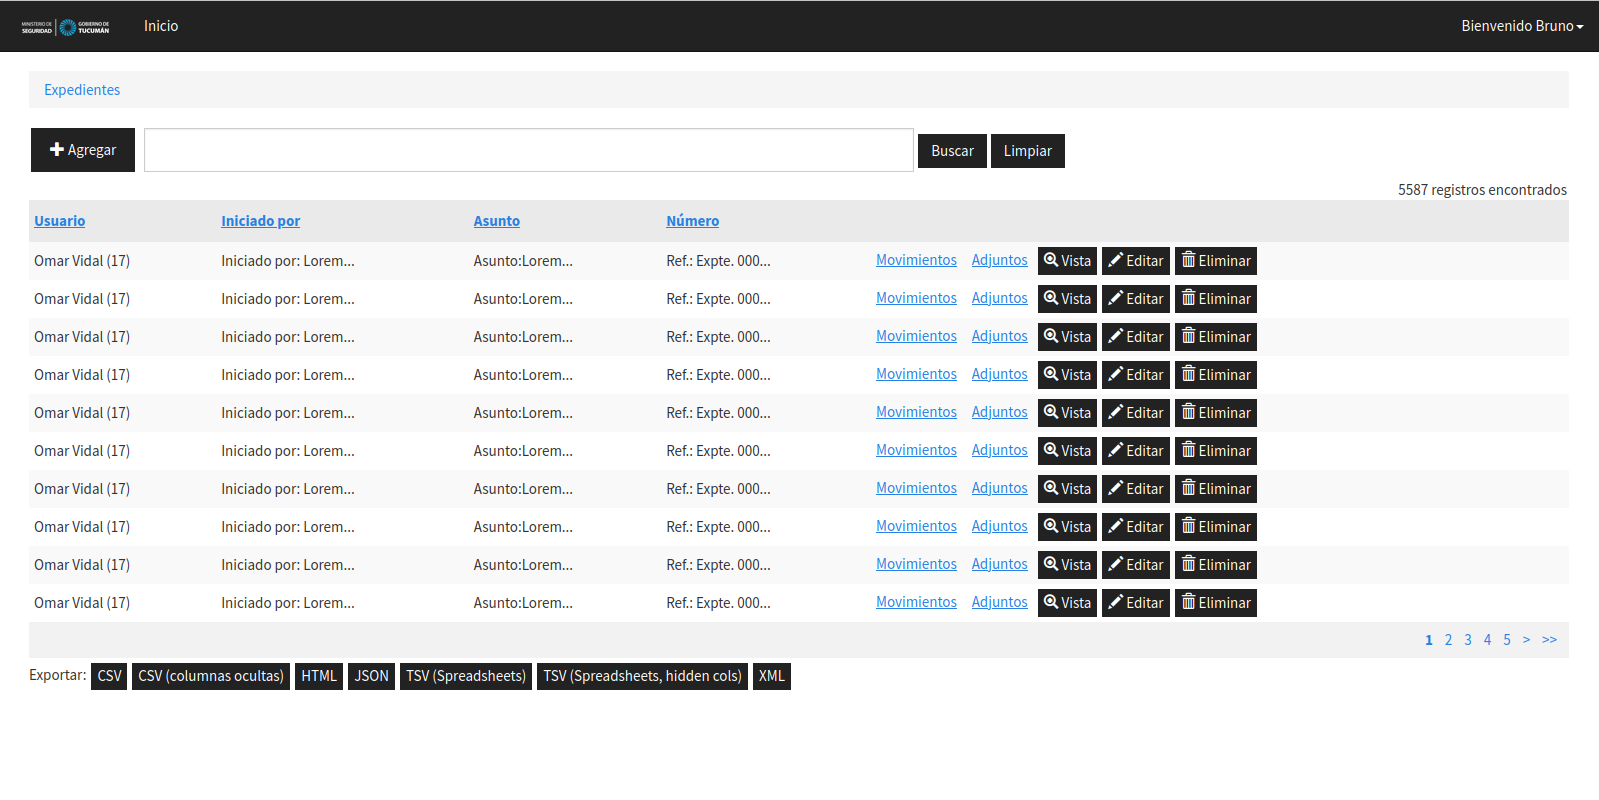 MINISTERIO DE SEGURIDAD GOBIERNO DE TUCUMÁN Inicio Bienvenido Bruno
Expedientes
Agregar Buscar Limpiar
5587 registros encontrados
Usuario Iniciado por Asunto Número
Omar Vidal (17) Iniciado por: Lorem... Asunto:Lorem... Ref.: Expte. 000... Movimientos Adjuntos Vista Editar Eliminar
Omar Vidal (17) Iniciado por: Lorem... Asunto:Lorem... Ref.: Expte. 000... Movimientos Adjuntos Vista Editar Eliminar
Omar Vidal (17) Iniciado por: Lorem... Asunto:Lorem... Ref.: Expte. 000... Movimientos Adjuntos Vista Editar Eliminar
Omar Vidal (17) Iniciado por: Lorem... Asunto:Lorem... Ref.: Expte. 000... Movimientos Adjuntos Vista Editar Eliminar
Omar Vidal (17) Iniciado por: Lorem... Asunto:Lorem... Ref.: Expte. 000... Movimientos Adjuntos Vista Editar Eliminar
Omar Vidal (17) Iniciado por: Lorem... Asunto:Lorem... Ref.: Expte. 000... Movimientos Adjuntos Vista Editar Eliminar
Omar Vidal (17) Iniciado por: Lorem... Asunto:Lorem... Ref.: Expte. 000... Movimientos Adjuntos Vista Editar Eliminar
Omar Vidal (17) Iniciado por: Lorem... Asunto:Lorem... Ref.: Expte. 000... Movimientos Adjuntos Vista Editar Eliminar
Omar Vidal (17) Iniciado por: Lorem... Asunto:Lorem... Ref.: Expte. 000... Movimientos Adjuntos Vista Editar Eliminar
Omar Vidal (17) Iniciado por: Lorem... Asunto:Lorem... Ref.: Expte. 000... Movimientos Adjuntos Vista Editar Eliminar
1 2 3 4 5 > >>
Exportar: CSV CSV (columnas ocultas) HTML JSON TSV (Spreadsheets) TSV (Spreadsheets, hidden cols) XML